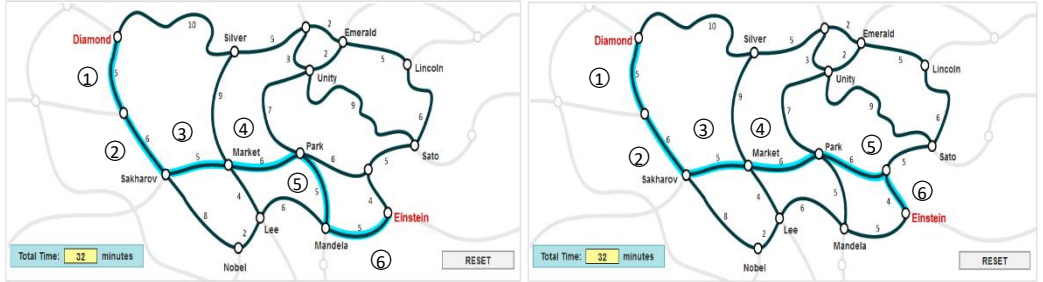 10
Diamond
Silver
5
2
Emerald
①
5
3
2
5
Lincoln
Unity
9
7
9
6
②
6
③
④
Market
Park
5
Sato
Sakharov
5
6
6
⑤
5
4
Einstein
8
4
6
Lee
5
2
Mandela
Nobel
⑥
Total Time: 32 minutes
RESET
10
Diamond
Silver
5
2
Emerald
①
5
3
2
5
Lincoln
Unity
9
7
9
6
②
6
③
④
⑤
Market
Park
5
Sato
Sakharov
5
6
6
⑥
5
4
Einstein
8
4
6
Lee
5
2
Mandela
Nobel
Total Time: 32 minutes
RESET